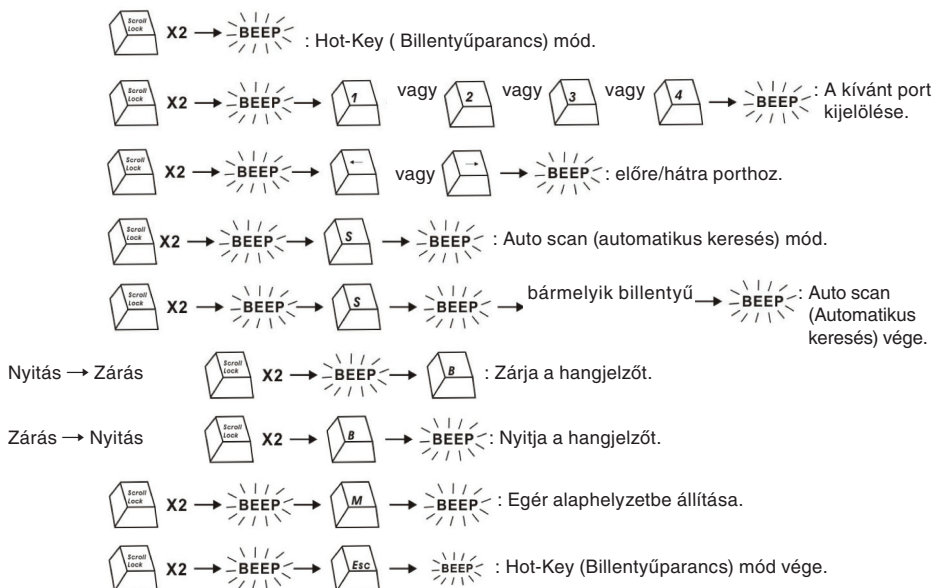 Scroll Lock X2 → BEEP : Hot-Key ( Billentyűparancs) mód.
Scroll Lock X2 → BEEP → 1 vagy 2 vagy 3 vagy 4 → BEEP : A kívánt port
kijelölése.
Scroll Lock X2 → BEEP → ← vagy → → BEEP : előre/hátra porthoz.
Scroll Lock X2 → BEEP → S → BEEP : Auto scan (automatikus keresés) mód.
Scroll Lock X2 → BEEP → S → BEEP → bármelyik billentyű → BEEP : Auto scan
(Automatikus
keresés) vége.
Nyitás → Zárás Scroll Lock X2 → BEEP → B : Zárja a hangjelzőt.
Zárás → Nyitás Scroll Lock X2 → B → BEEP : Nyitja a hangjelzőt.
Scroll Lock X2 → BEEP → M → BEEP : Egér alaphelyzetbe állítása.
Scroll Lock X2 → BEEP → Esc → BEEP : Hot-Key (Billentyűparancs) mód vége.